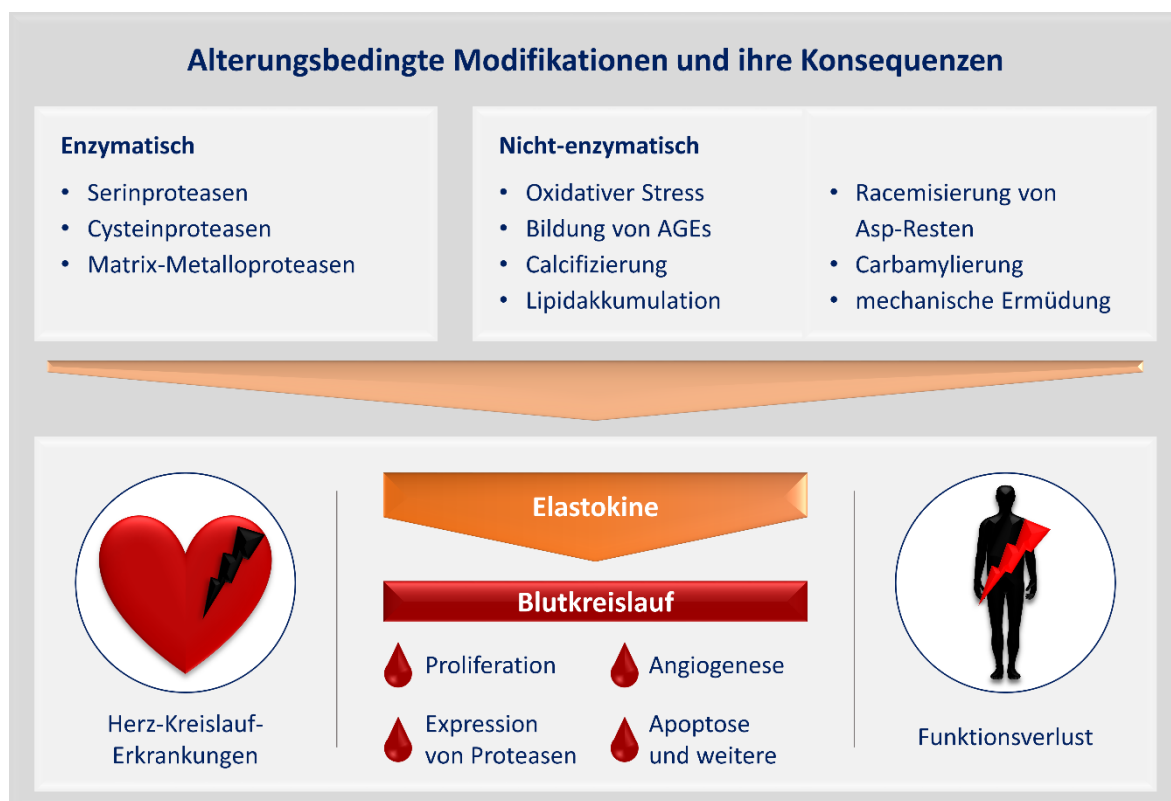 Alterungsbedingte Modifikationen und ihre Konsequenzen
Enzymatisch
• Serinproteasen
• Cysteinproteasen
• Matrix-Metalloproteasen
Nicht-enzymatisch
• Oxidativer Stress
• Bildung von AGEs
• Calcifizierung
• Lipidakkumulation
• Racemisierung von
Asp-Resten
• Carbamylierung
• mechanische Ermüdung
Herz-Kreislauf-
Erkrankungen
Elastokine
Blutkreislauf
Proliferation
Angiogenese
Expression
von Proteasen
Apoptose
und weitere
Funktionsverlust